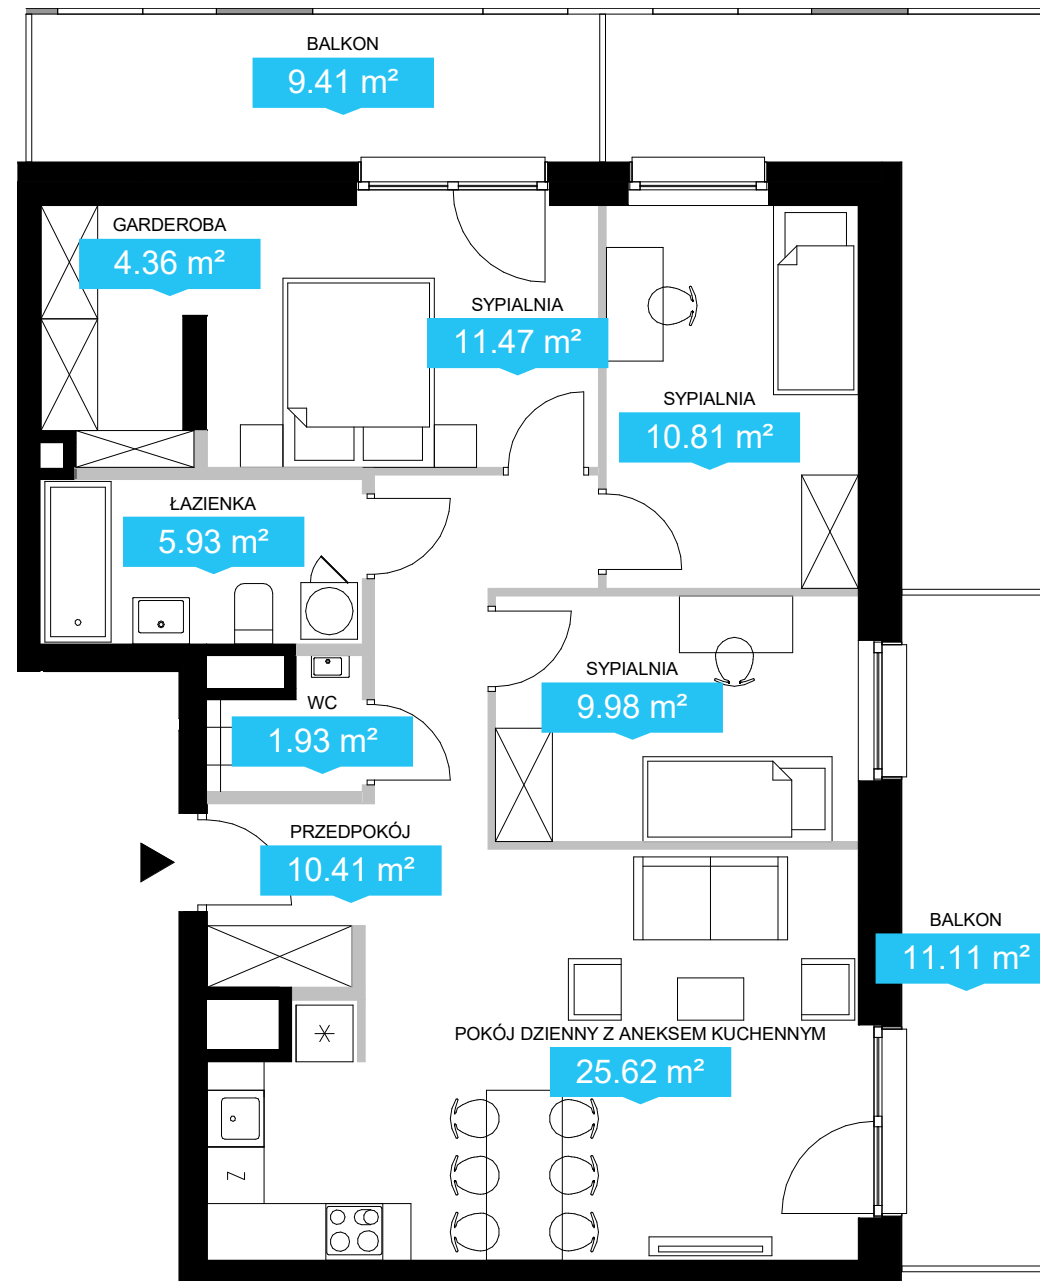 BALKON
9.41 m²
GARDEROBA
4.36 m²
SYPIALNIA
11.47 m²
SYPIALNIA
10.81 m²
ŁAZIENKA
5.93 m²
SYPIALNIA
9.98 m²
WC
1.93 m²
PRZEDPOKÓJ
10.41 m²
BALKON
11.11 m²
POKÓJ DZIENNY Z ANEKSEM KUCHENNYM
25.62 m²
Z